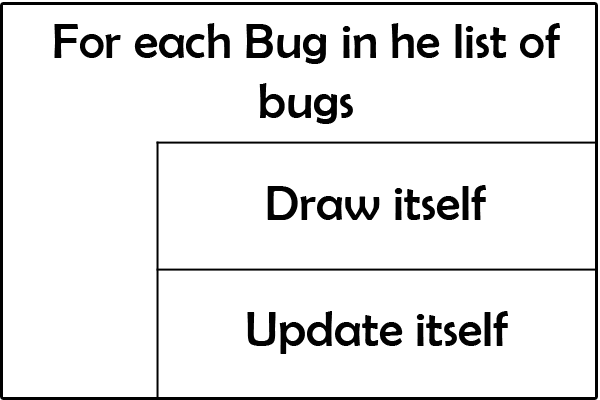 For each Bug in he list of
bugs
Draw itself
Update itself